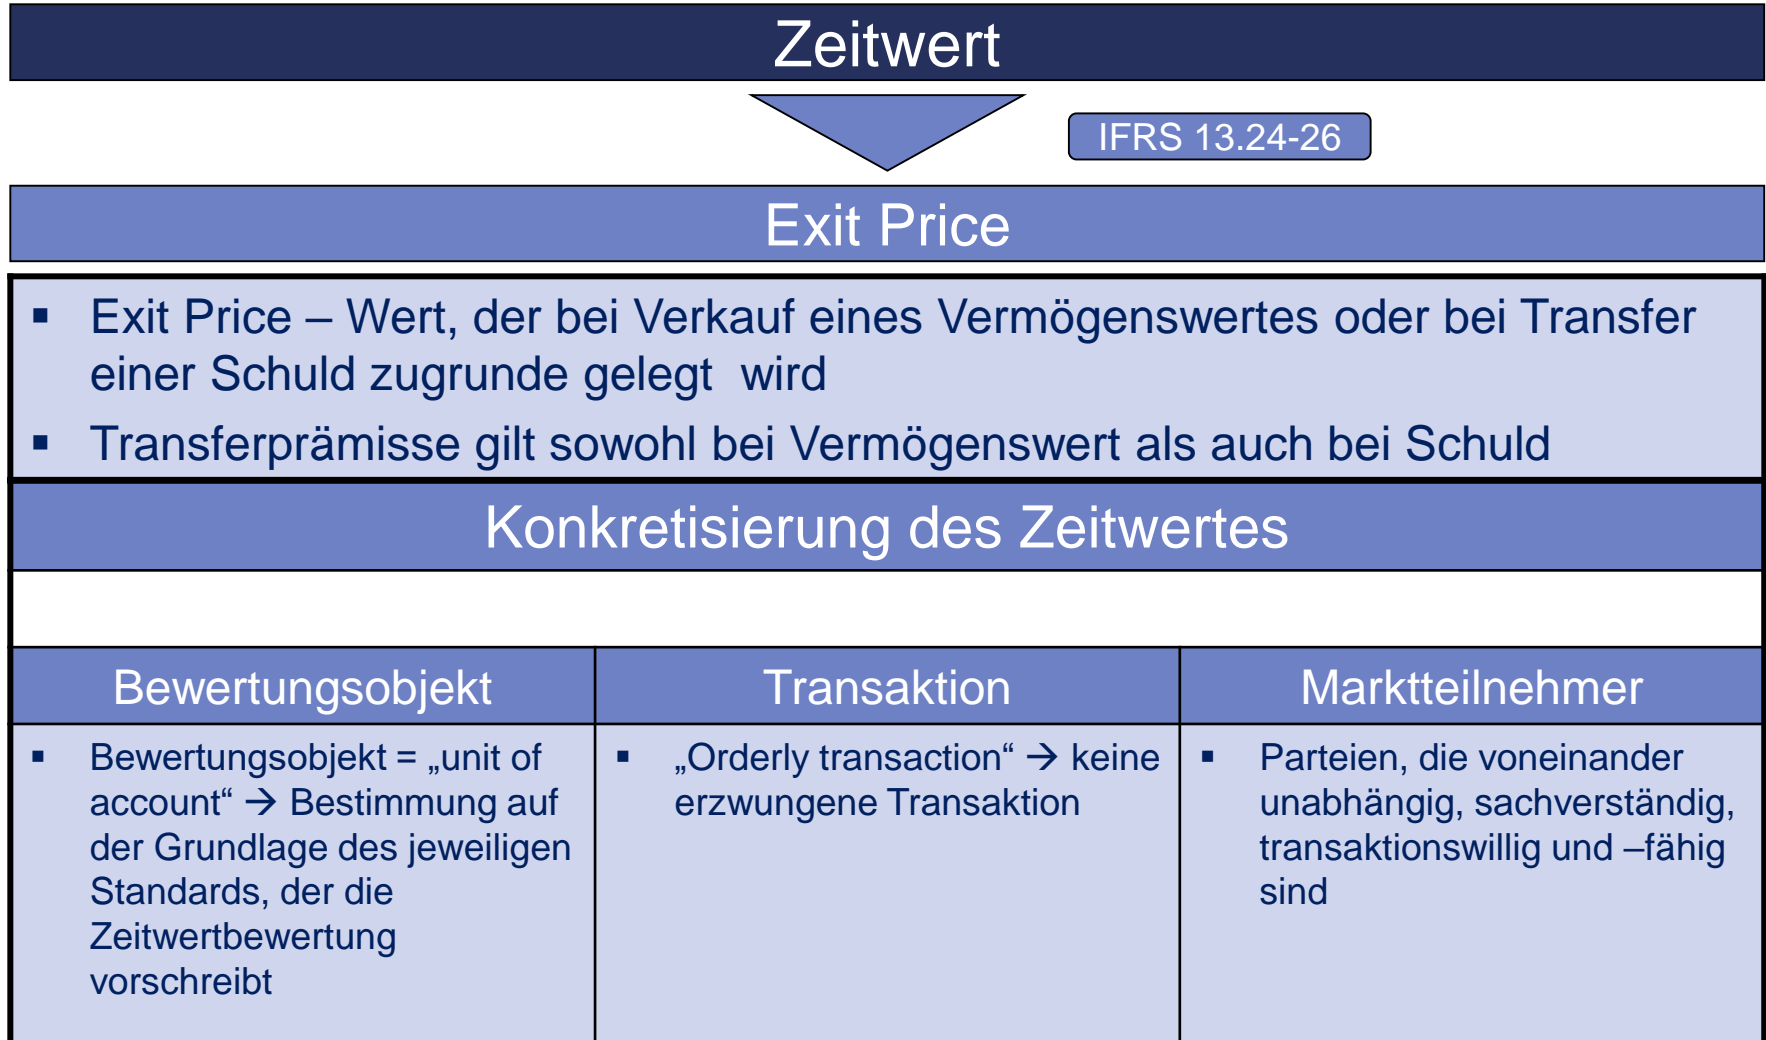 Zeitwert
IFRS 13.24-26
Exit Price
▪ Exit Price – Wert, der bei Verkauf eines Vermögenswertes oder bei Transfer
einer Schuld zugrunde gelegt  wird
▪ Transferprämisse gilt sowohl bei Vermögenswert als auch bei Schuld
Konkretisierung des Zeitwertes
Bewertungsobjekt
▪ Bewertungsobjekt = „unit of
account“ → Bestimmung auf
der Grundlage des jeweiligen
Standards, der die
Zeitwertbewertung
vorschreibt
Transaktion
▪ „Orderly transaction“ → keine
erzwungene Transaktion
Marktteilnehmer
▪ Parteien, die voneinander
unabhängig, sachverständig,
transaktionswillig und –fähig
sind